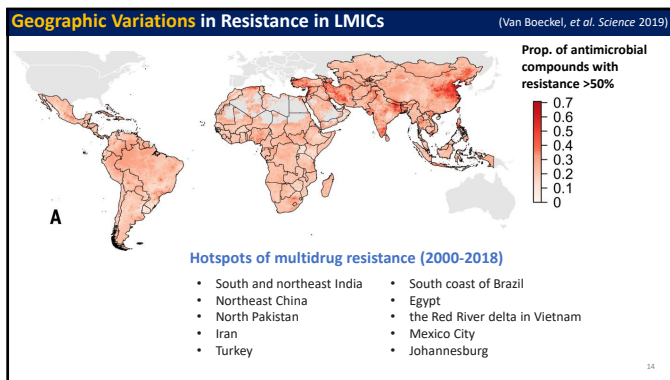 Geographic Variations in Resistance in LMICs
(Van Boeckel, et al. Science 2019)
Prop. of antimicrobial
compounds with
resistance >50%
0.7
0.6
0.5
0.4
0.3
0.2
0.1
0
A
Hotspots of multidrug resistance (2000-2018)
• South and northeast India
• Northeast China
• North Pakistan
• Iran
• Turkey
• South coast of Brazil
• Egypt
• the Red River delta in Vietnam
• Mexico City
• Johannesburg
14